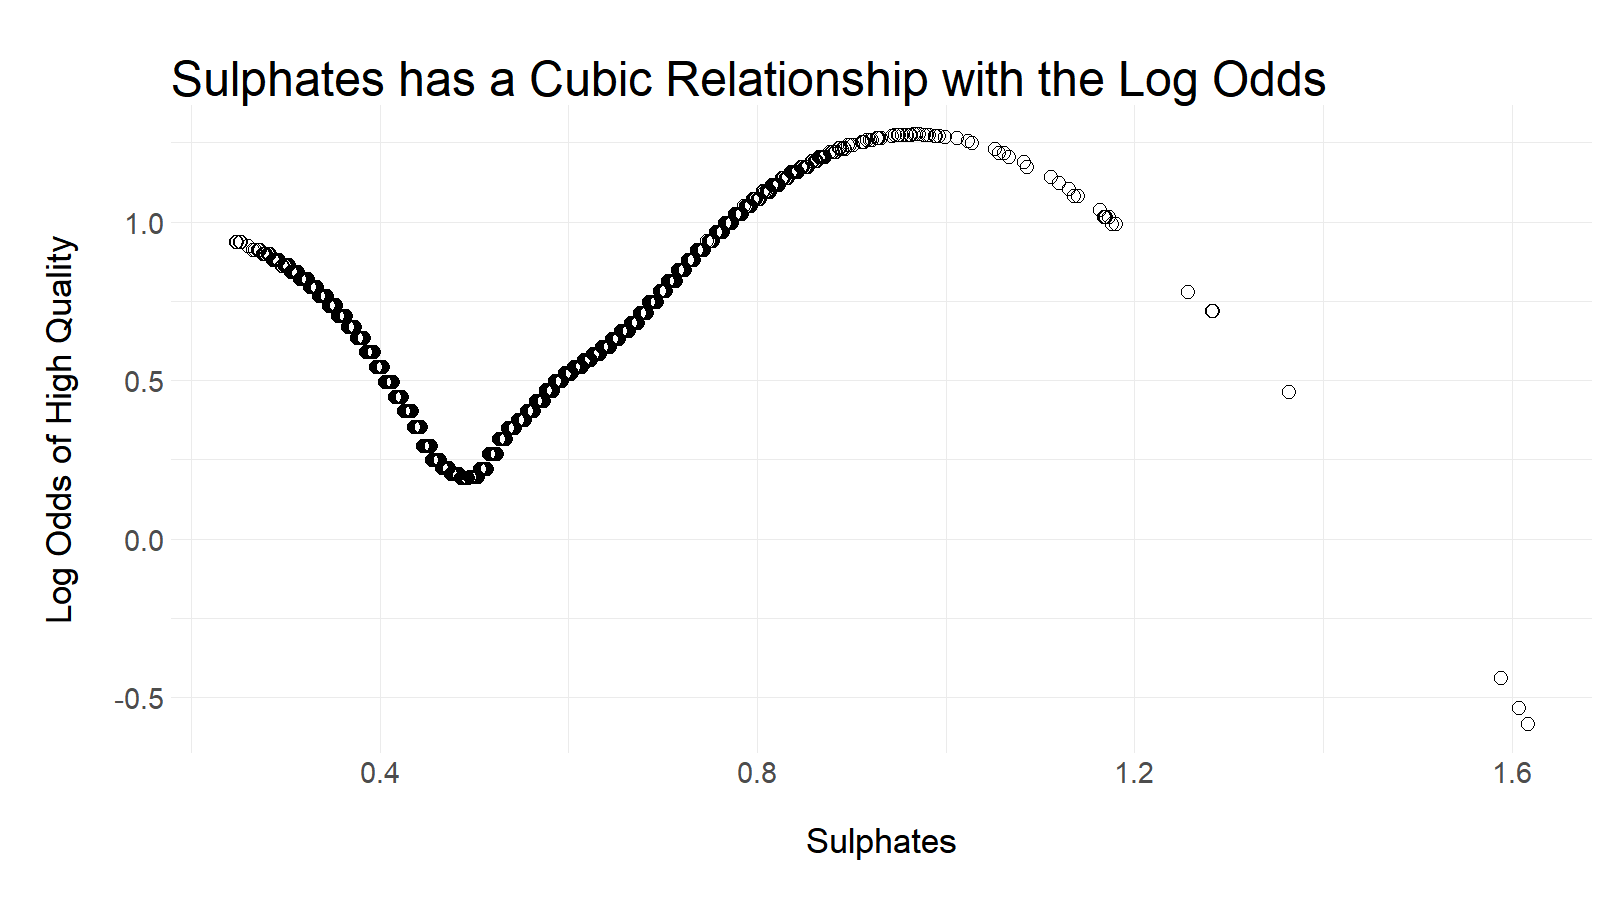 Sulphates has a Cubic Relationship with the Log Odds
Log Odds of High Quality
1.0
0.5
0.0
-0.5
0.4 0.8 1.2 1.6
Sulphates